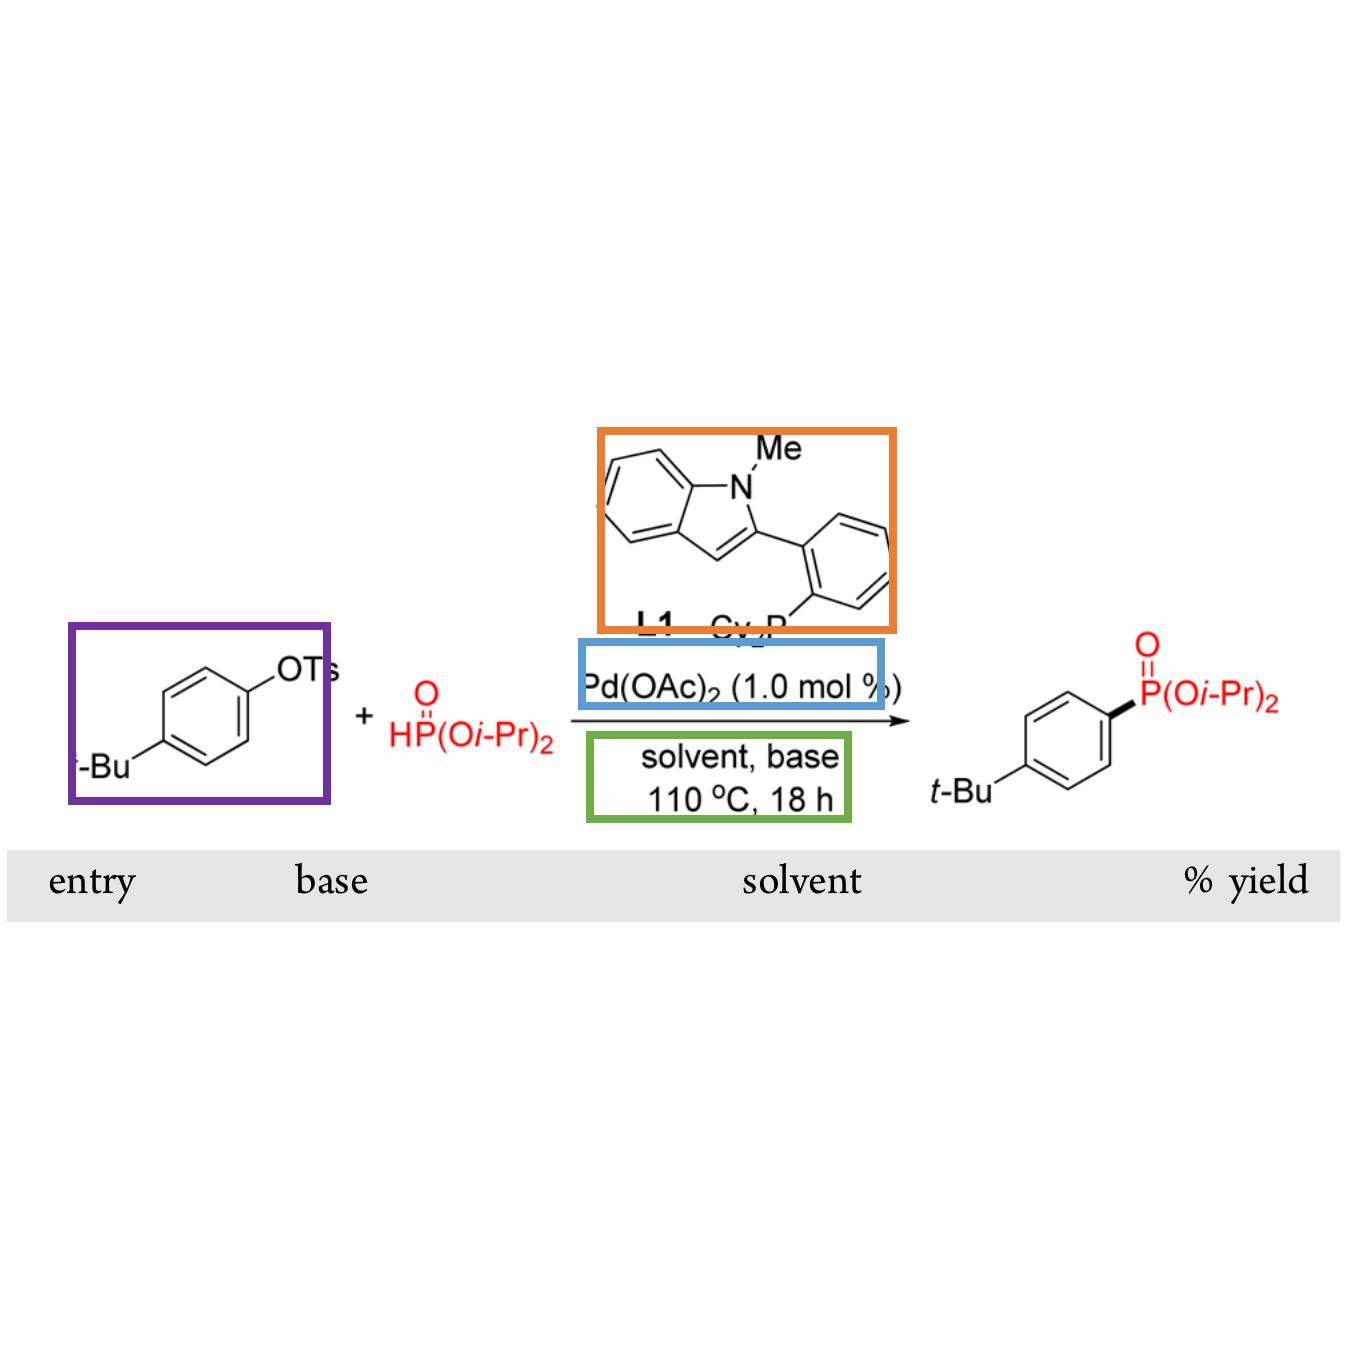 Me
N
L1 Cy2P
OTs
t-Bu
+
O
HP(Oi-Pr)2
Pd(OAc)2 (1.0 mol %)
solvent, base
110 °C, 18 h
O
P(Oi-Pr)2
t-Bu
entry base solvent % yield